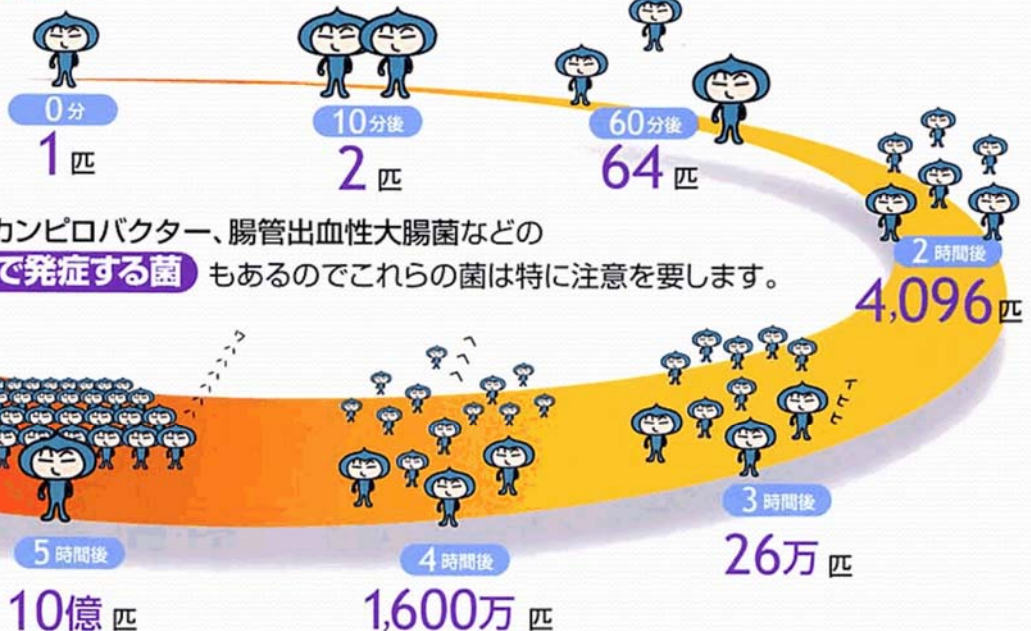 0分
1匹
10分後
2匹
60分後
64匹
2時間後
4,096匹
カンピロバクター、腸管出血性大腸菌などの
で発症する菌 もあるのでこれらの菌は特に注意を要します。
3時間後
26万匹
4時間後
1,600万匹
5時間後
10億匹